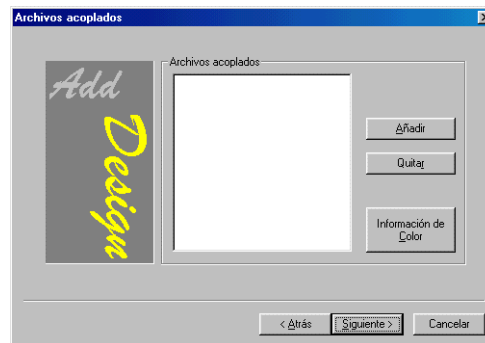 Archivos acoplados
Add
Design
Archivos acoplados
Añadir
Quitar
Información de
Color
< Atrás
Siguiente >
Cancelar